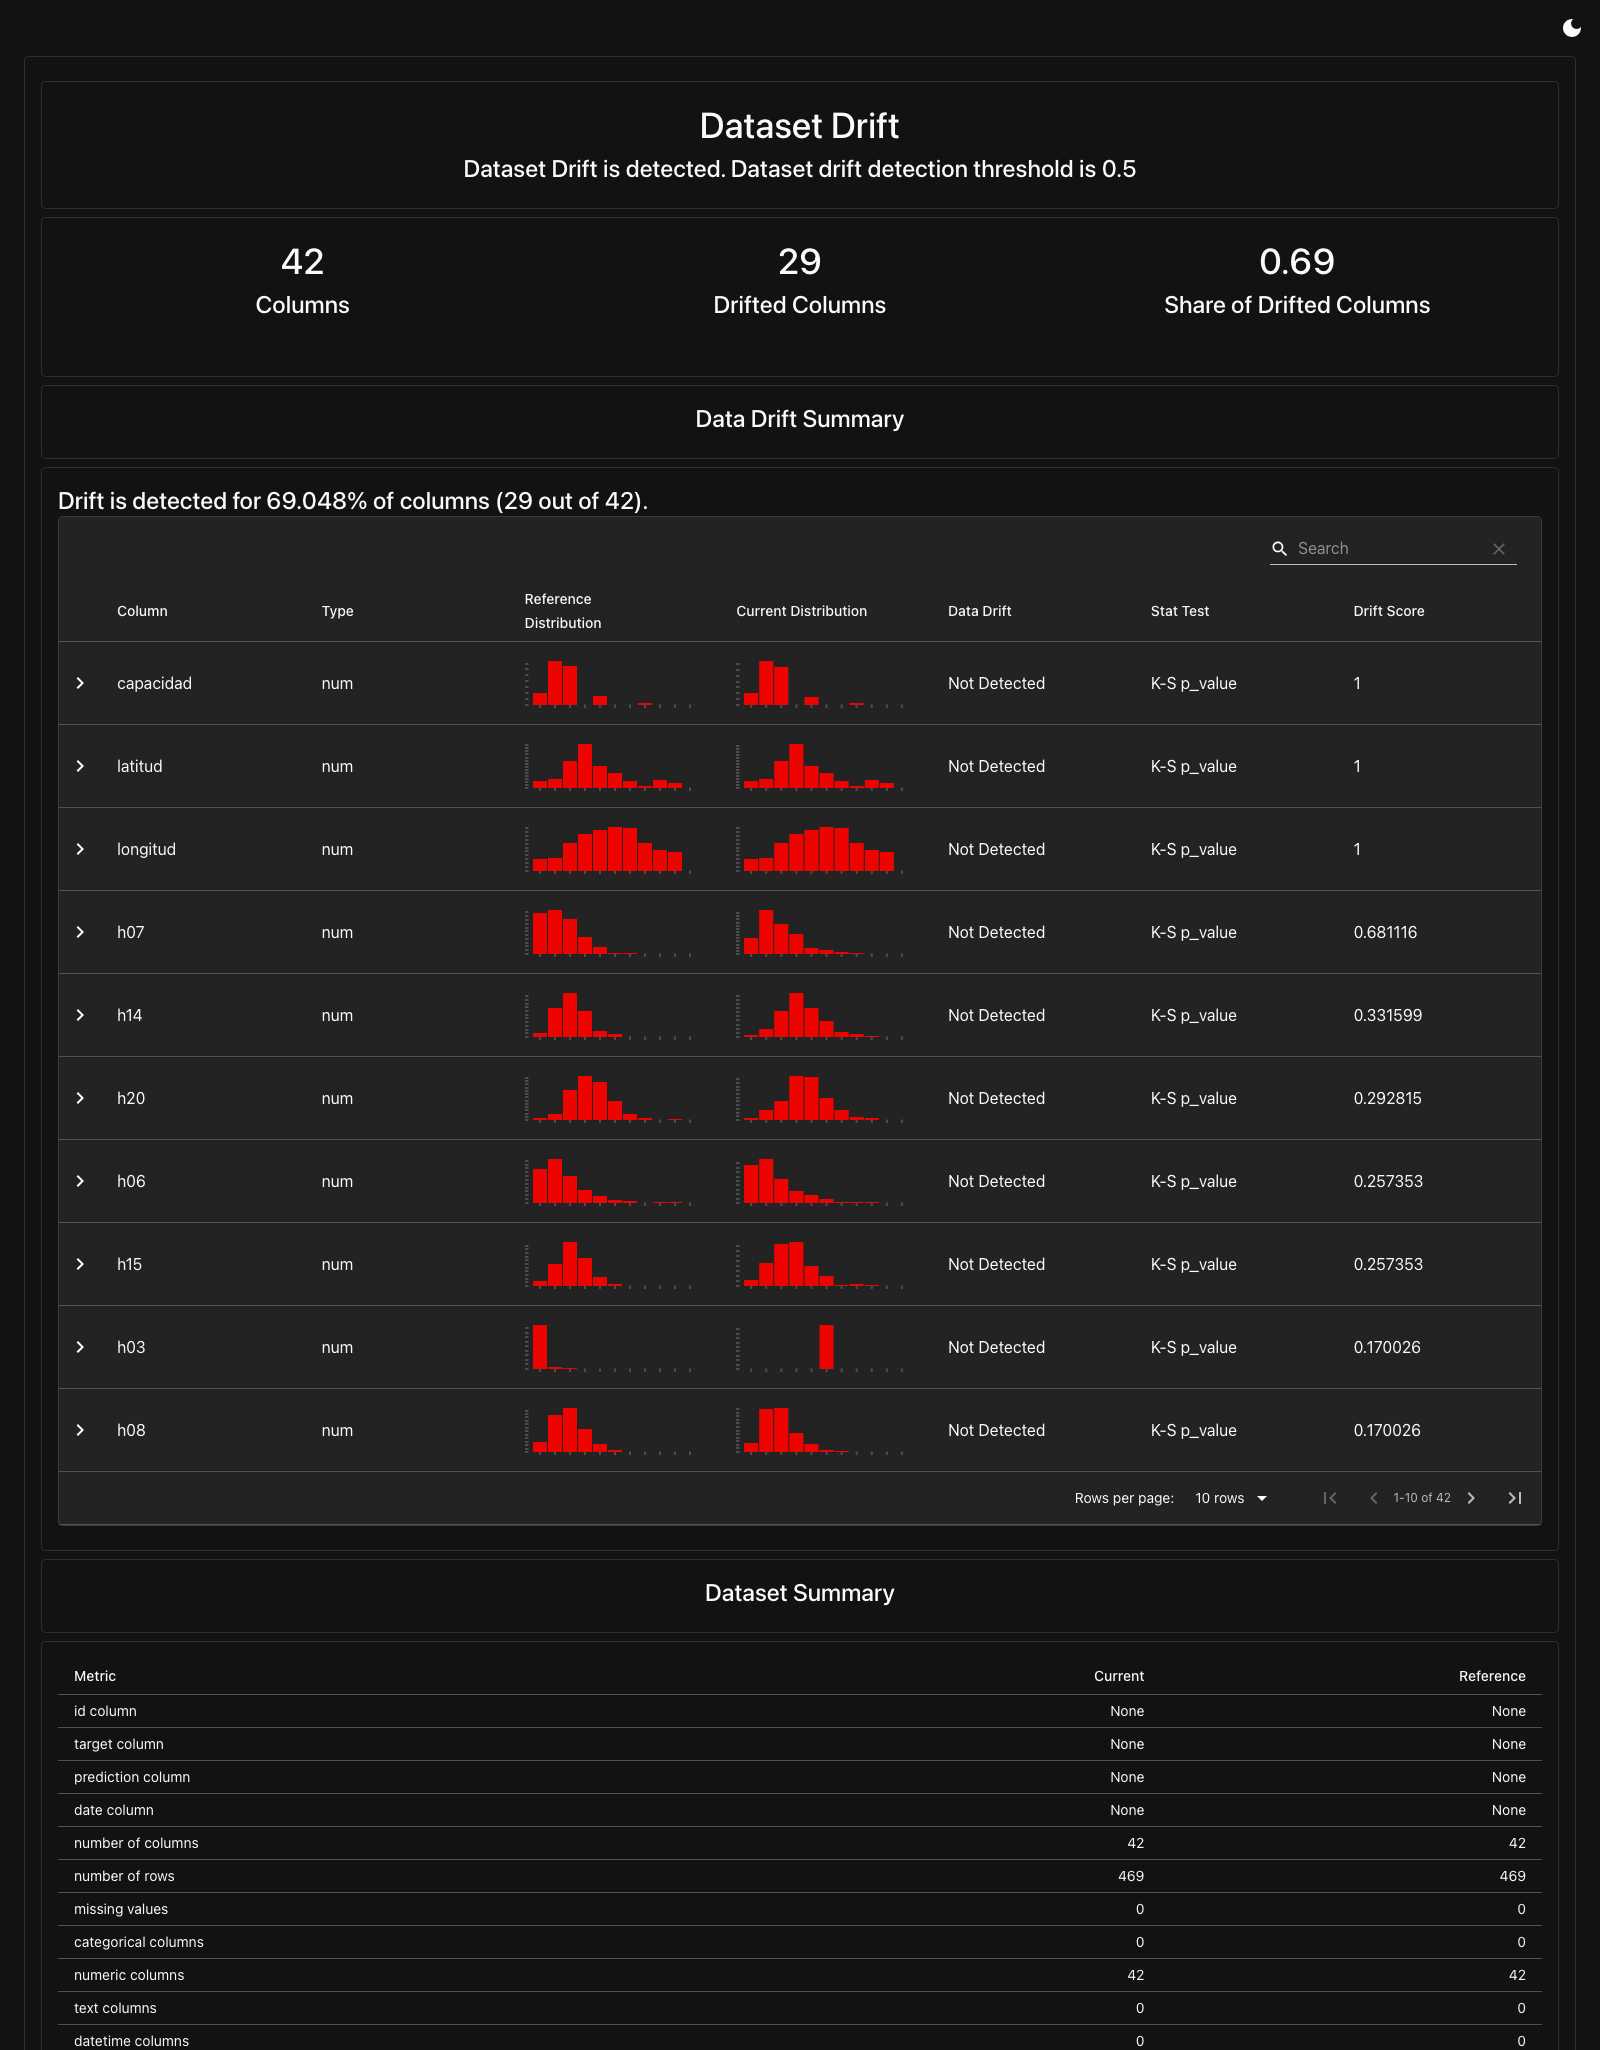 Dataset Drift
Dataset Drift is detected. Dataset drift detection threshold is 0.5
42
Columns
29
Drifted Columns
0.69
Share of Drifted Columns
Data Drift Summary
Drift is detected for 69.048% of columns (29 out of 42).
Search
Column Type Reference Distribution Current Distribution Data Drift Stat Test Drift Score
capacidad num Not Detected K-S p_value 1
latitud num Not Detected K-S p_value 1
longitud num Not Detected K-S p_value 1
h07 num Not Detected K-S p_value 0.681116
h14 num Not Detected K-S p_value 0.331599
h20 num Not Detected K-S p_value 0.292815
h06 num Not Detected K-S p_value 0.257353
h15 num Not Detected K-S p_value 0.257353
h03 num Not Detected K-S p_value 0.170026
h08 num Not Detected K-S p_value 0.170026
Rows per page: 10 rows 1-10 of 42
Dataset Summary
Metric Current Reference
id column None None
target column None None
prediction column None None
date column None None
number of columns 42 42
number of rows 469 469
missing values 0 0
categorical columns 0 0
numeric columns 42 42
text columns 0 0
datetime columns 0 0